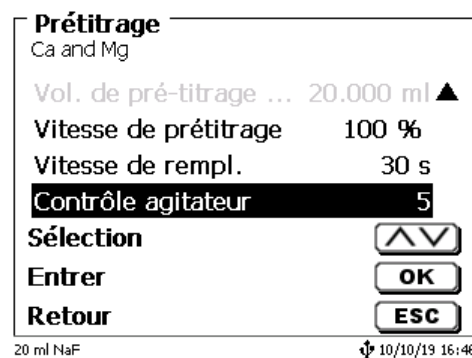 Prétitrage
Ca and Mg
Vol. de pré-titrage ... 20.000 ml
Vitesse de prétitrage 100 %
Vitesse de rempl. 30 s
Contrôle agitateur 5
Sélection
Entrer OK
Retour ESC
20 ml NaF 10/10/19 16:46